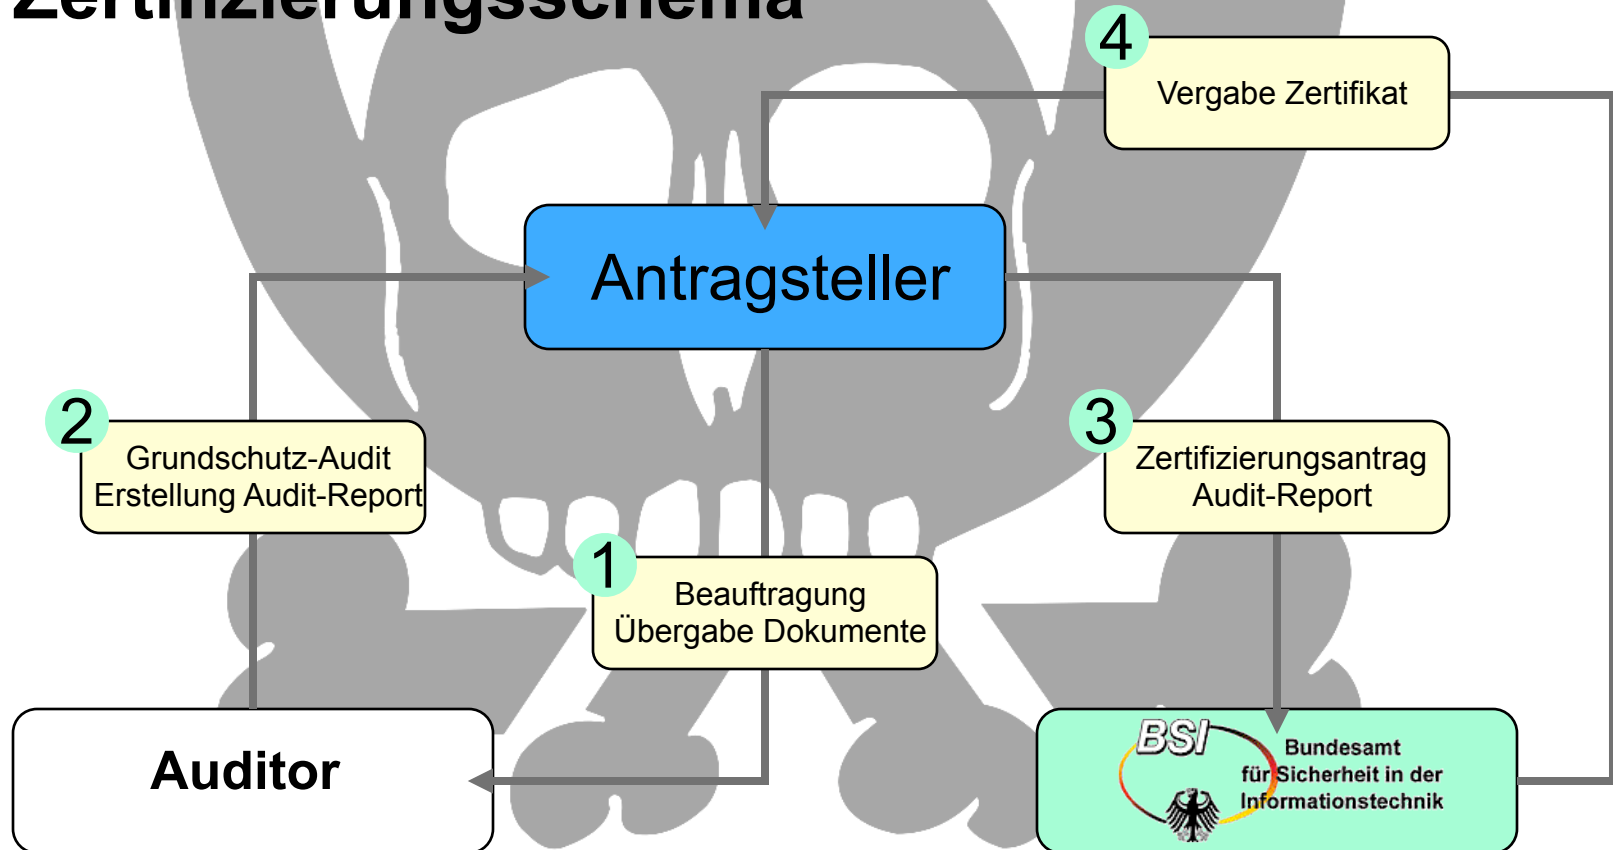 Zertifizierungsschema
4
Vergabe Zertifikat
Antragsteller
2
Grundschutz-Audit
Erstellung Audit-Report
3
Zertifizierungsantrag
Audit-Report
1
Beauftragung
Übergabe Dokumente
Auditor
BSI
Bundesamt
für Sicherheit in der
Informationstechnik